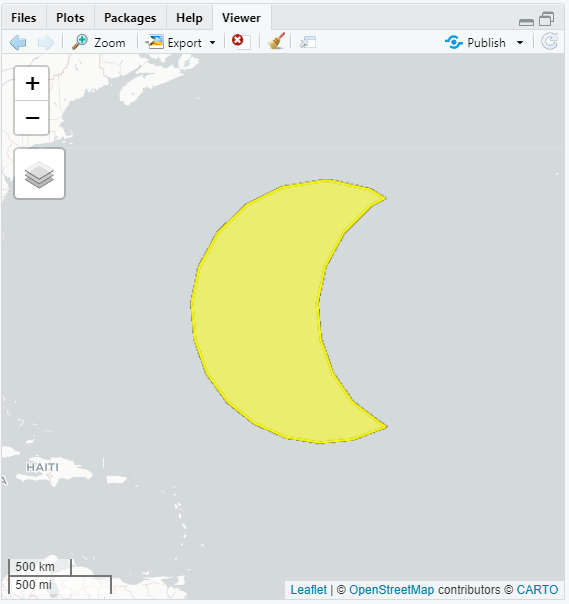 Files Plots Packages Help Viewer
Zoom Export Publish
+
−
HAITI
A
500 km
500 mi
Leaflet | © OpenStreetMap contributors © CARTO